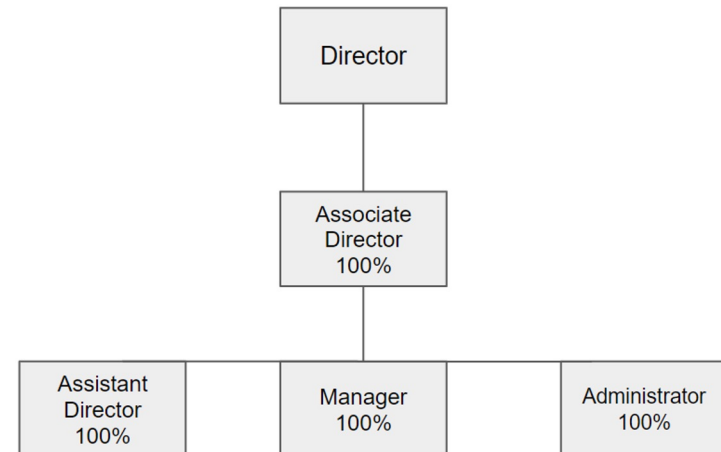 Director
Associate
Director
100%
Assistant
Director
100%
Manager
100%
Administrator
100%